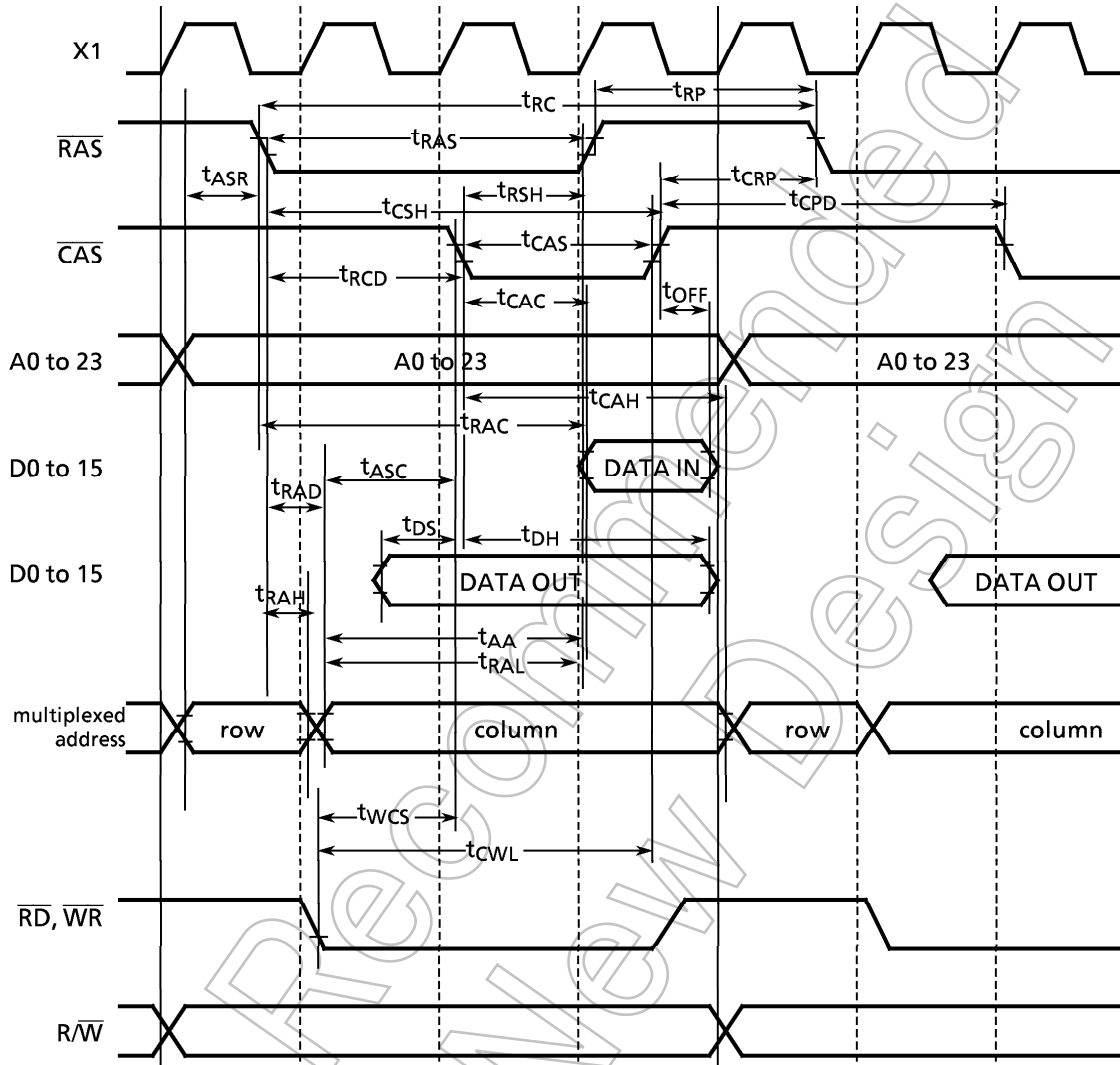 X1
tRP
tRC
RAS
tRAS
tASR
tCRP
tRSH
tCPD
tCSH
CAS
tCAS
tRCD
tOFF
tCAC
A0 to 23
A0 to 23
A0 to 23
tCAH
tRAC
D0 to 15
DATA IN
tASC
tRAD
tDS
tDH
D0 to 15
DATA OUT
DATA OUT
tRAH
tAA
tRAL
multiplexed
address
row
column
row
column
tWCS
tCWL
RD, WR
R/W
Recommended
New Design